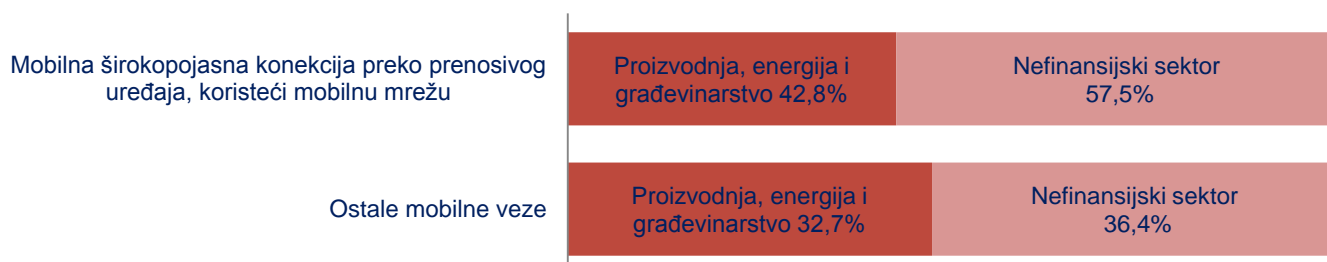 Mobilna širokopojasna konekcija preko prenosivog
uređaja, koristeći mobilnu mrežu
Proizvodnja, energija i
građevinarstvo 42,8%
Nefinansijski sektor
57,5%
Ostale mobilne veze
Proizvodnja, energija i
građevinarstvo 32,7%
Nefinansijski sektor
36,4%